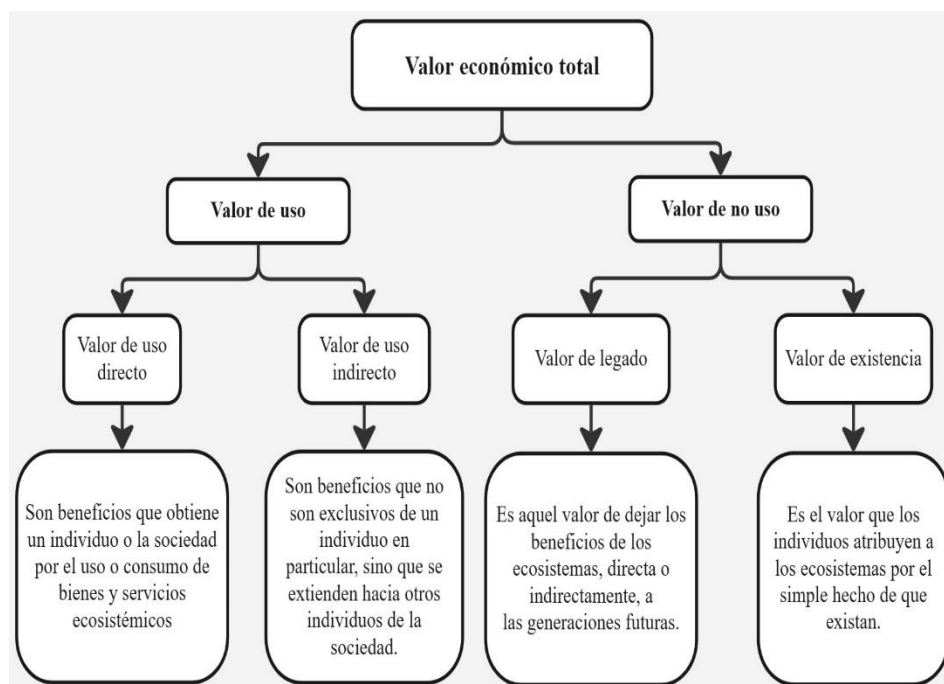 Valor económico total
Valor de uso
Valor de no uso
Valor de uso
directo
Valor de uso
indirecto
Valor de legado
Valor de existencia
Son beneficios que obtiene
un individuo o la sociedad
por el uso o consumo de
bienes y servicios
ecosistémicos
Son beneficios que no
son exclusivos de un
individuo en
particular, sino que se
extienden hacia otros
individuos de la
sociedad.
Es aquel valor de dejar los
beneficios de los
ecosistemas, directa o
indirectamente, a
las generaciones futuras.
Es el valor que los
individuos atribuyen a
los ecosistemas por el
simple hecho de que
existan.